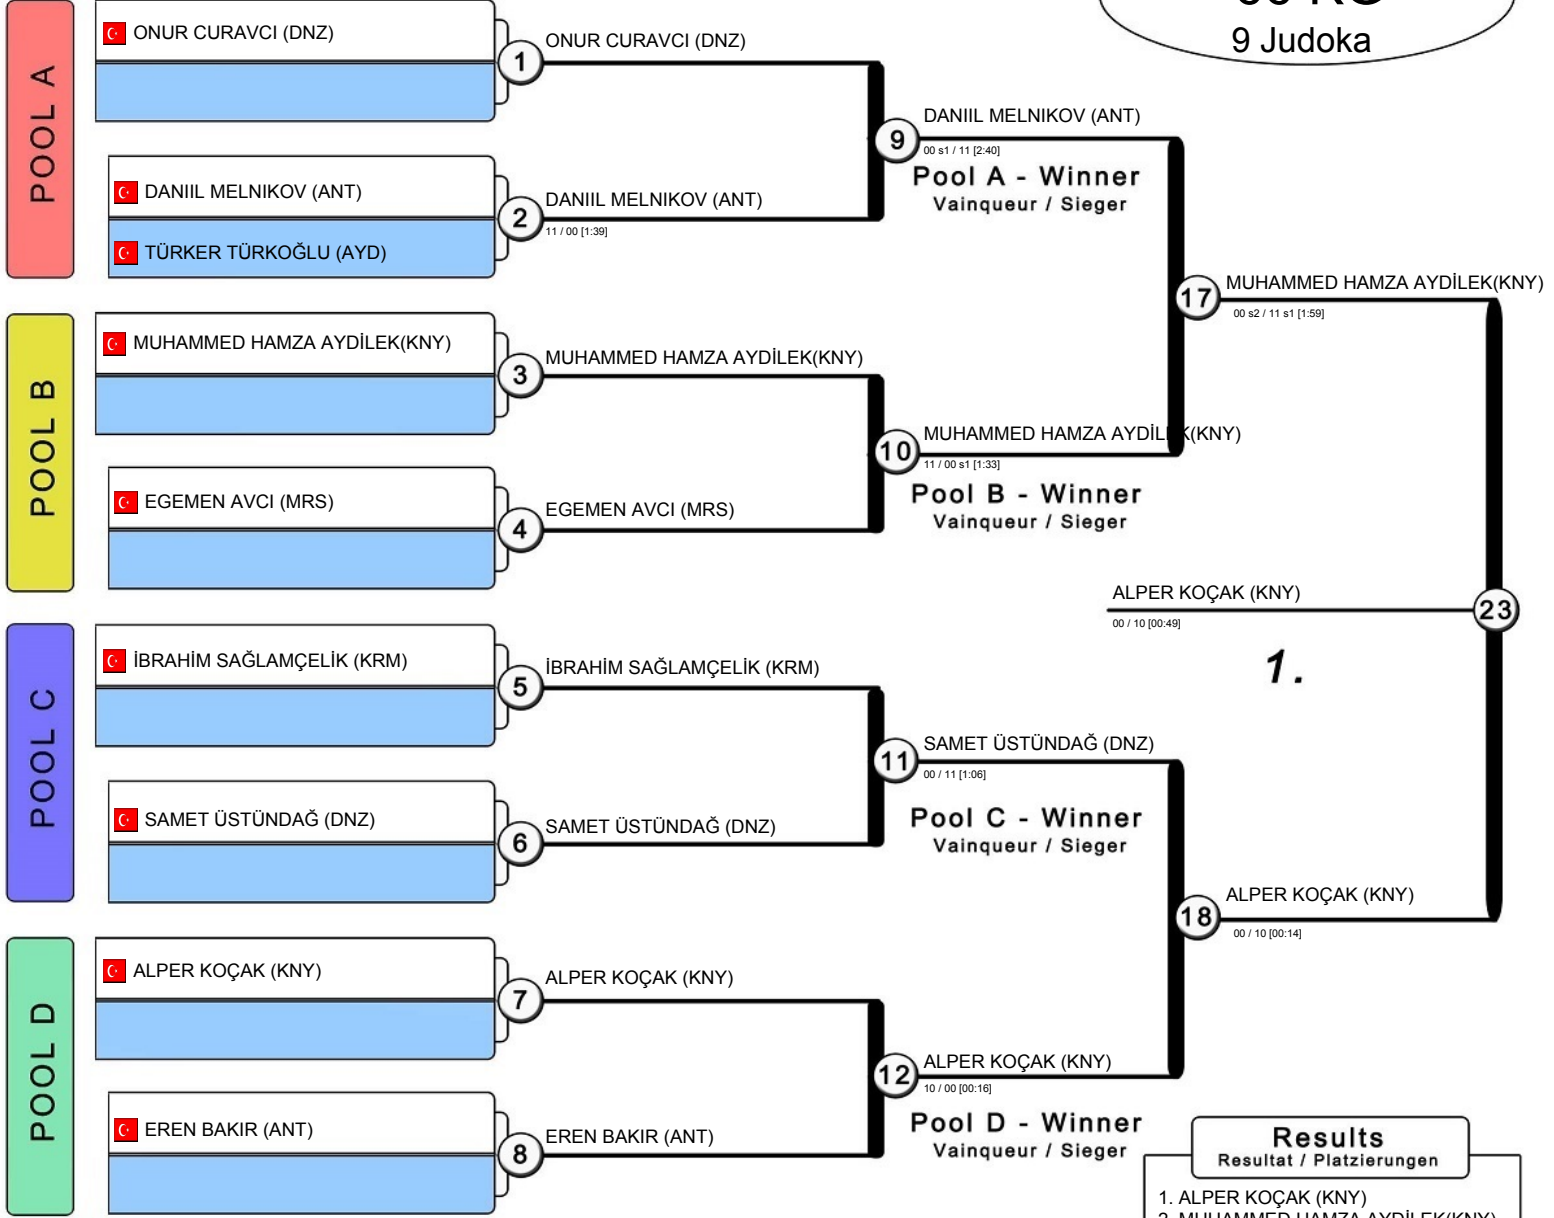 9 Judoka
POOL A
ONUR CURAVCI (DNZ)
1
ONUR CURAVCI (DNZ)
DANIIL MELNIKOV (ANT)
TÜRKER TÜRKOĞLU (AYD)
2
DANIIL MELNIKOV (ANT)
11 / 00 [1:39]
9
DANIIL MELNIKOV (ANT)
00 s1 / 11 [2:40]
Pool A - Winner
Vainqueur / Sieger
POOL B
MUHAMMED HAMZA AYDİLEK(KNY)
3
MUHAMMED HAMZA AYDİLEK(KNY)
EGEMEN AVCI (MRS)
4
EGEMEN AVCI (MRS)
10
MUHAMMED HAMZA AYDİLEK(KNY)
11 / 00 s1 [1:33]
Pool B - Winner
Vainqueur / Sieger
17
MUHAMMED HAMZA AYDİLEK(KNY)
00 s2 / 11 s1 [1:59]
POOL C
İBRAHİM SAĞLAMÇELİK (KRM)
5
İBRAHİM SAĞLAMÇELİK (KRM)
SAMET ÜSTÜNDAĞ (DNZ)
6
SAMET ÜSTÜNDAĞ (DNZ)
11
SAMET ÜSTÜNDAĞ (DNZ)
00 / 11 [1:06]
Pool C - Winner
Vainqueur / Sieger
POOL D
ALPER KOÇAK (KNY)
7
ALPER KOÇAK (KNY)
EREN BAKIR (ANT)
8
EREN BAKIR (ANT)
12
ALPER KOÇAK (KNY)
10 / 00 [00:16]
Pool D - Winner
Vainqueur / Sieger
18
ALPER KOÇAK (KNY)
00 / 10 [00:14]
ALPER KOÇAK (KNY)
00 / 10 [00:49]
23
1.
Results
Resultat / Platzierungen
1. ALPER KOÇAK (KNY)
2. MUHAMMED HAMZA AYDİLEK(KNY)